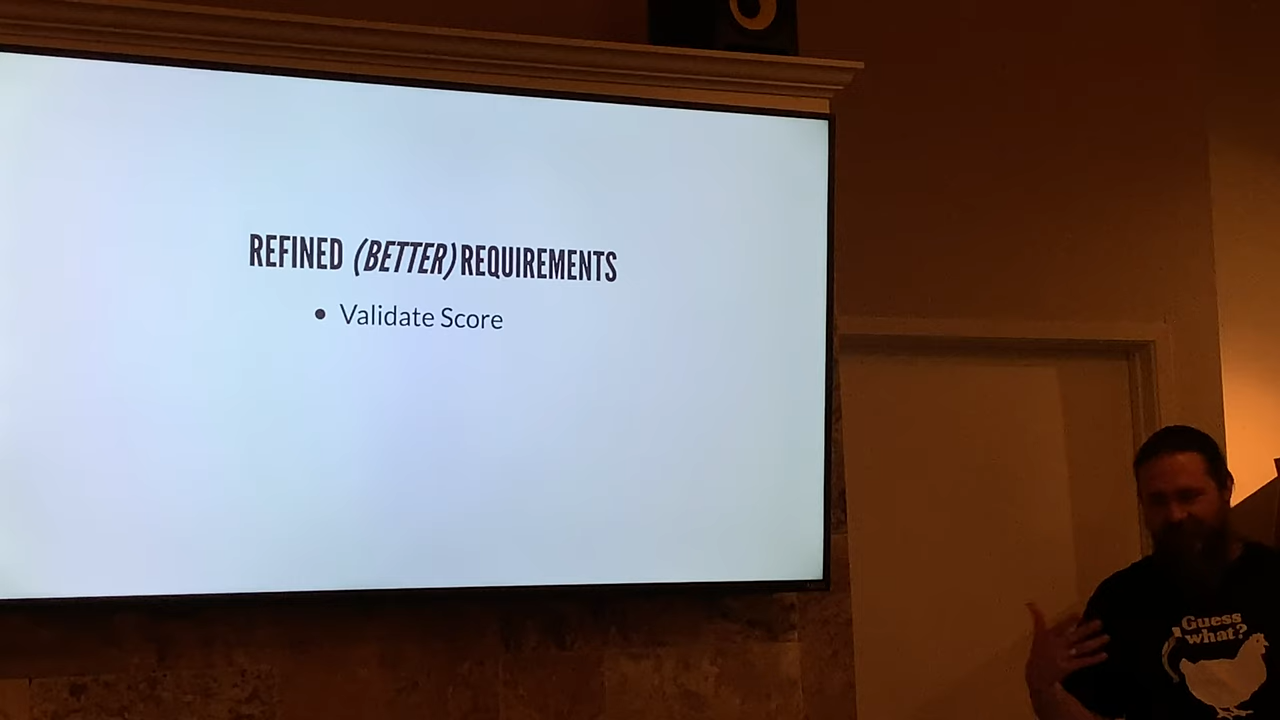 REFINED (BETTER) REQUIREMENTS
• Validate Score
Guess
what?